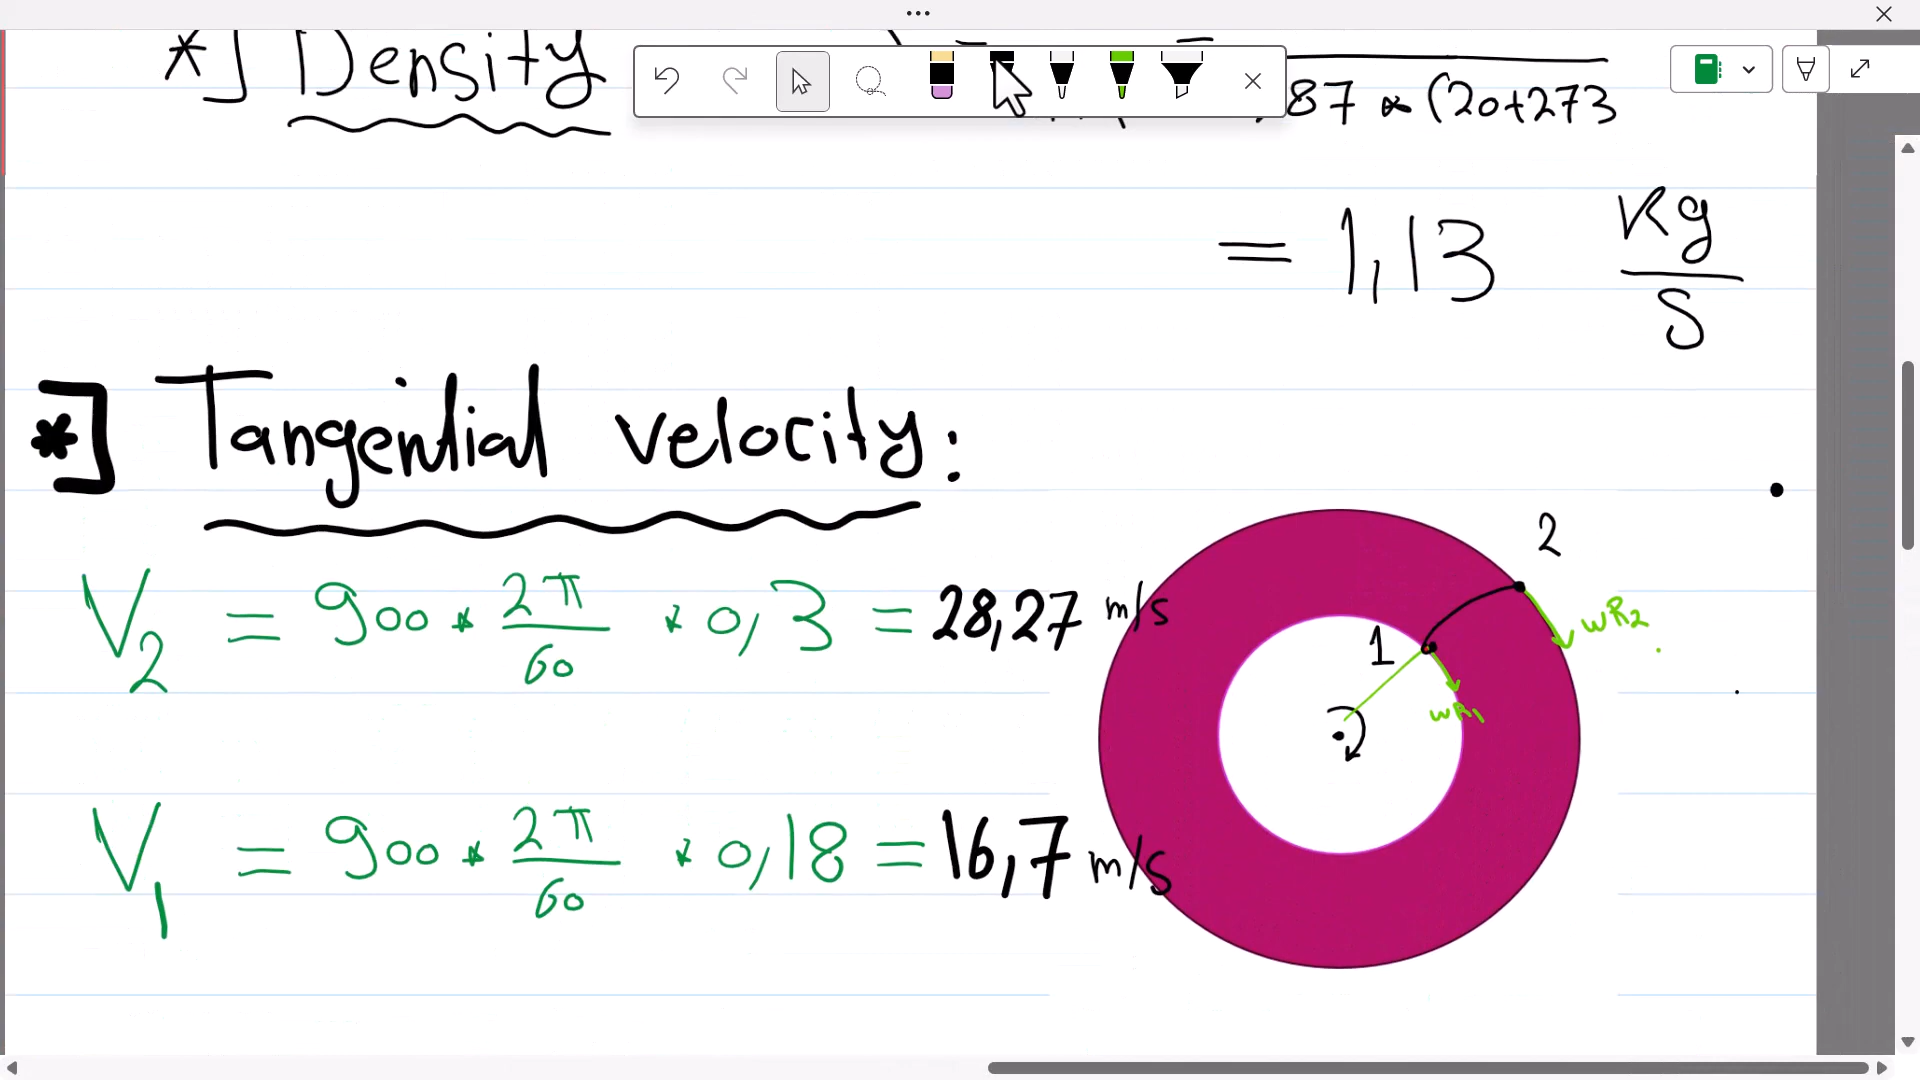 *] Density
87 * (20+273
= 1,13 Kg/S
*] Tangential velocity:
V2 = 900 * 2π/60 * 0,3 = 28,27 m/s
2
wR2
1
wR1
V1 = 900 * 2π/60 * 0,18 = 16,7 m/s